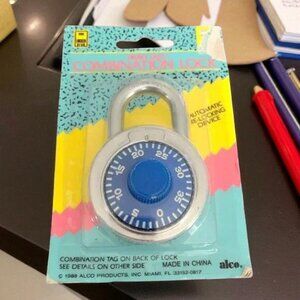 COMBINATION LOCK
AUTOMATIC
RE-LOCKING
DEVICE
0
20
25
15
30
10
35
5
0
COMBINATION TAG ON BACK OF LOCK
SEE DETAILS ON OTHER SIDE
MADE IN CHINA
alco.
© 1988 ALCO PRODUCTS, INC. MIAMI, FL. 33152-0817